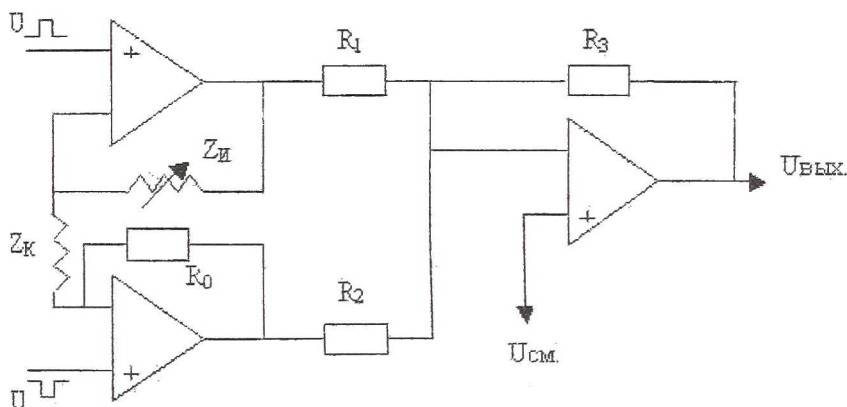 U
+
R₁
R₃
Zи
Uвых.
Zк
R₀
+
R₂
+
Uсм.
U